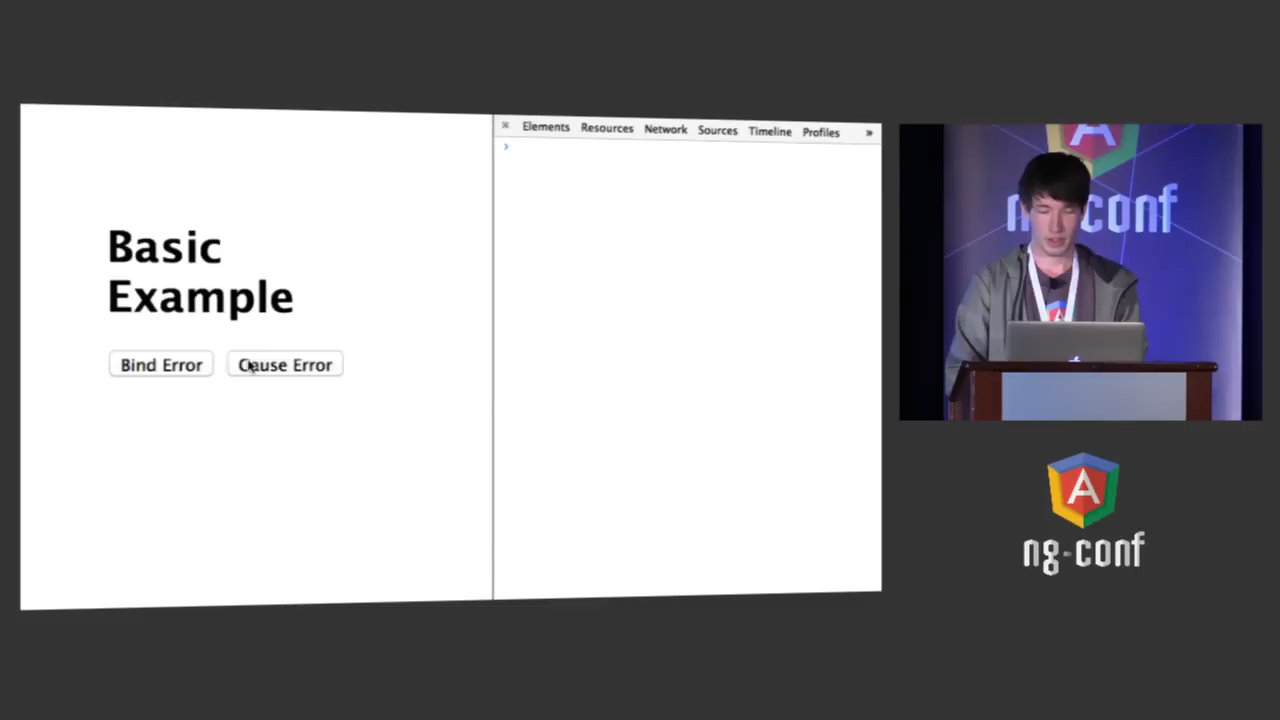 Elements Resources Network Sources Timeline Profiles »
Basic
Example
Bind Error Cause Error
ng-conf
A
ng-conf